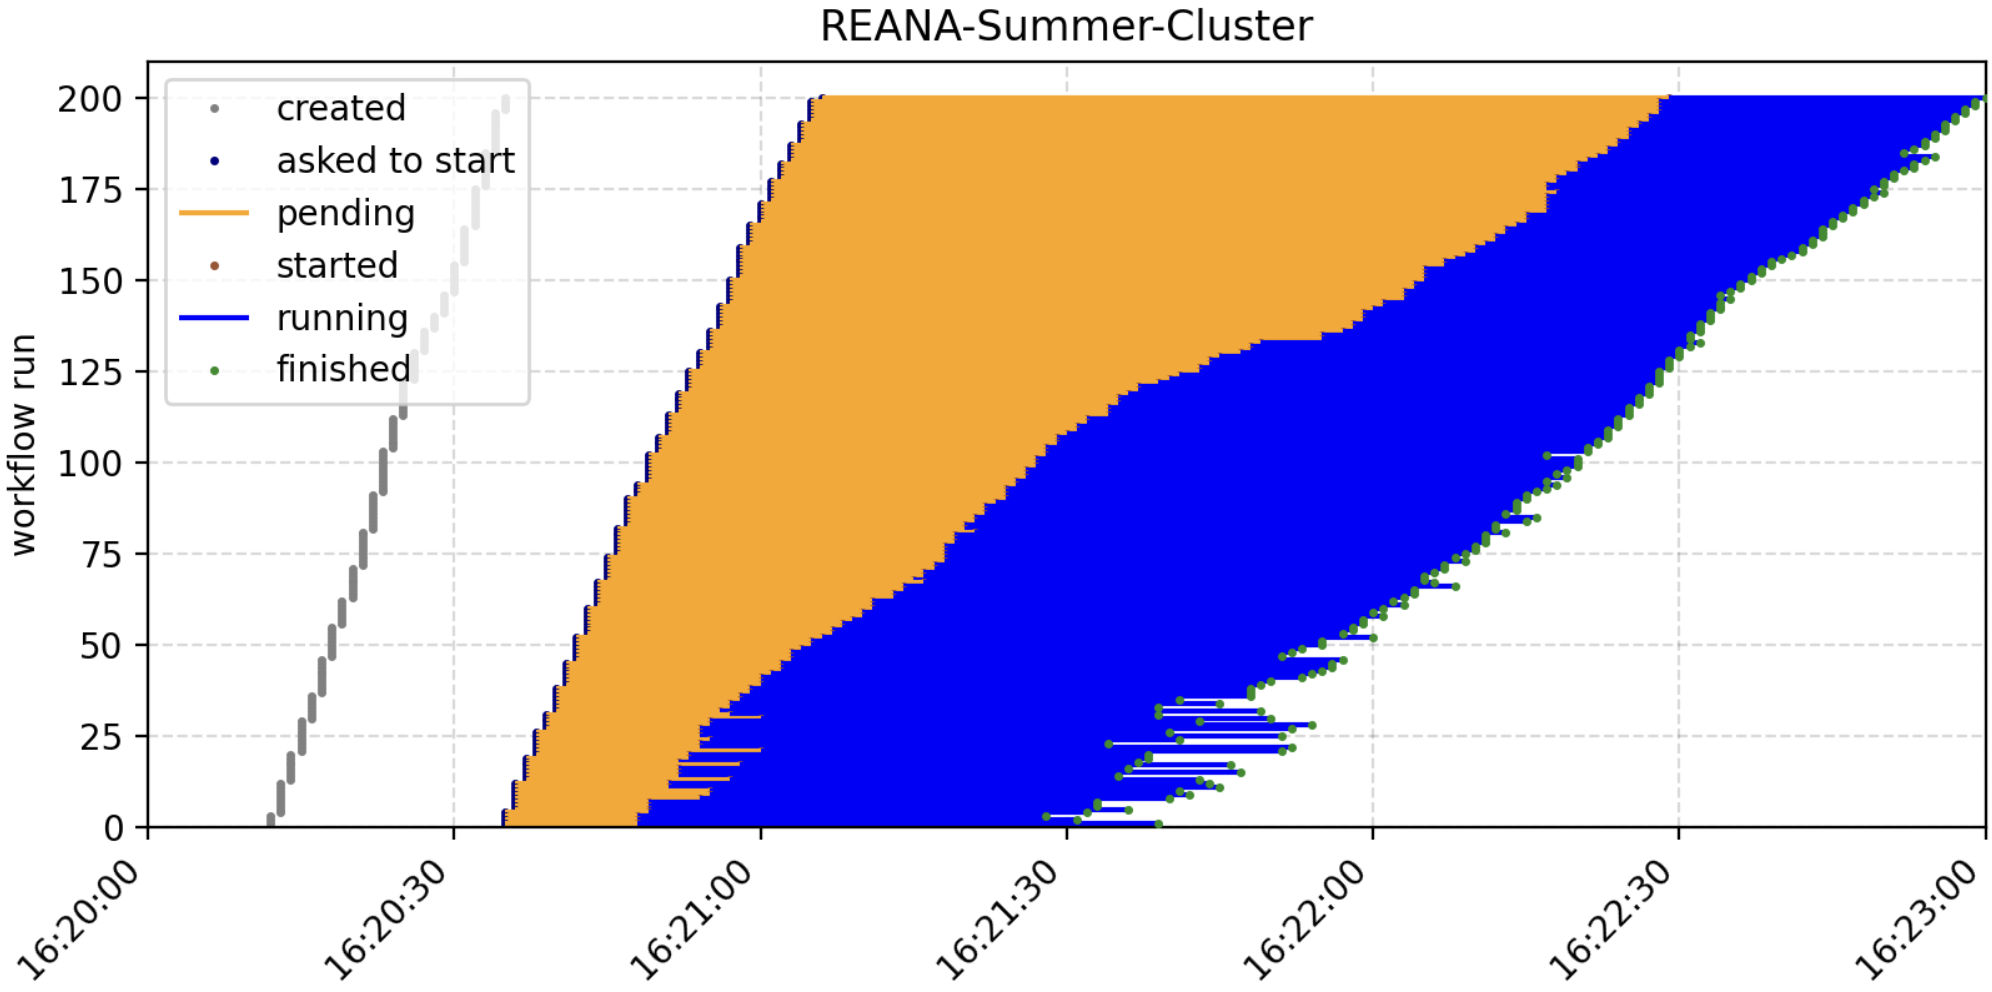 REANA-Summer-Cluster
created
asked to start
pending
started
running
finished
workflow run
200
175
150
125
100
75
50
25
0
16:20:00
16:20:30
16:21:00
16:21:30
16:22:00
16:22:30
16:23:00